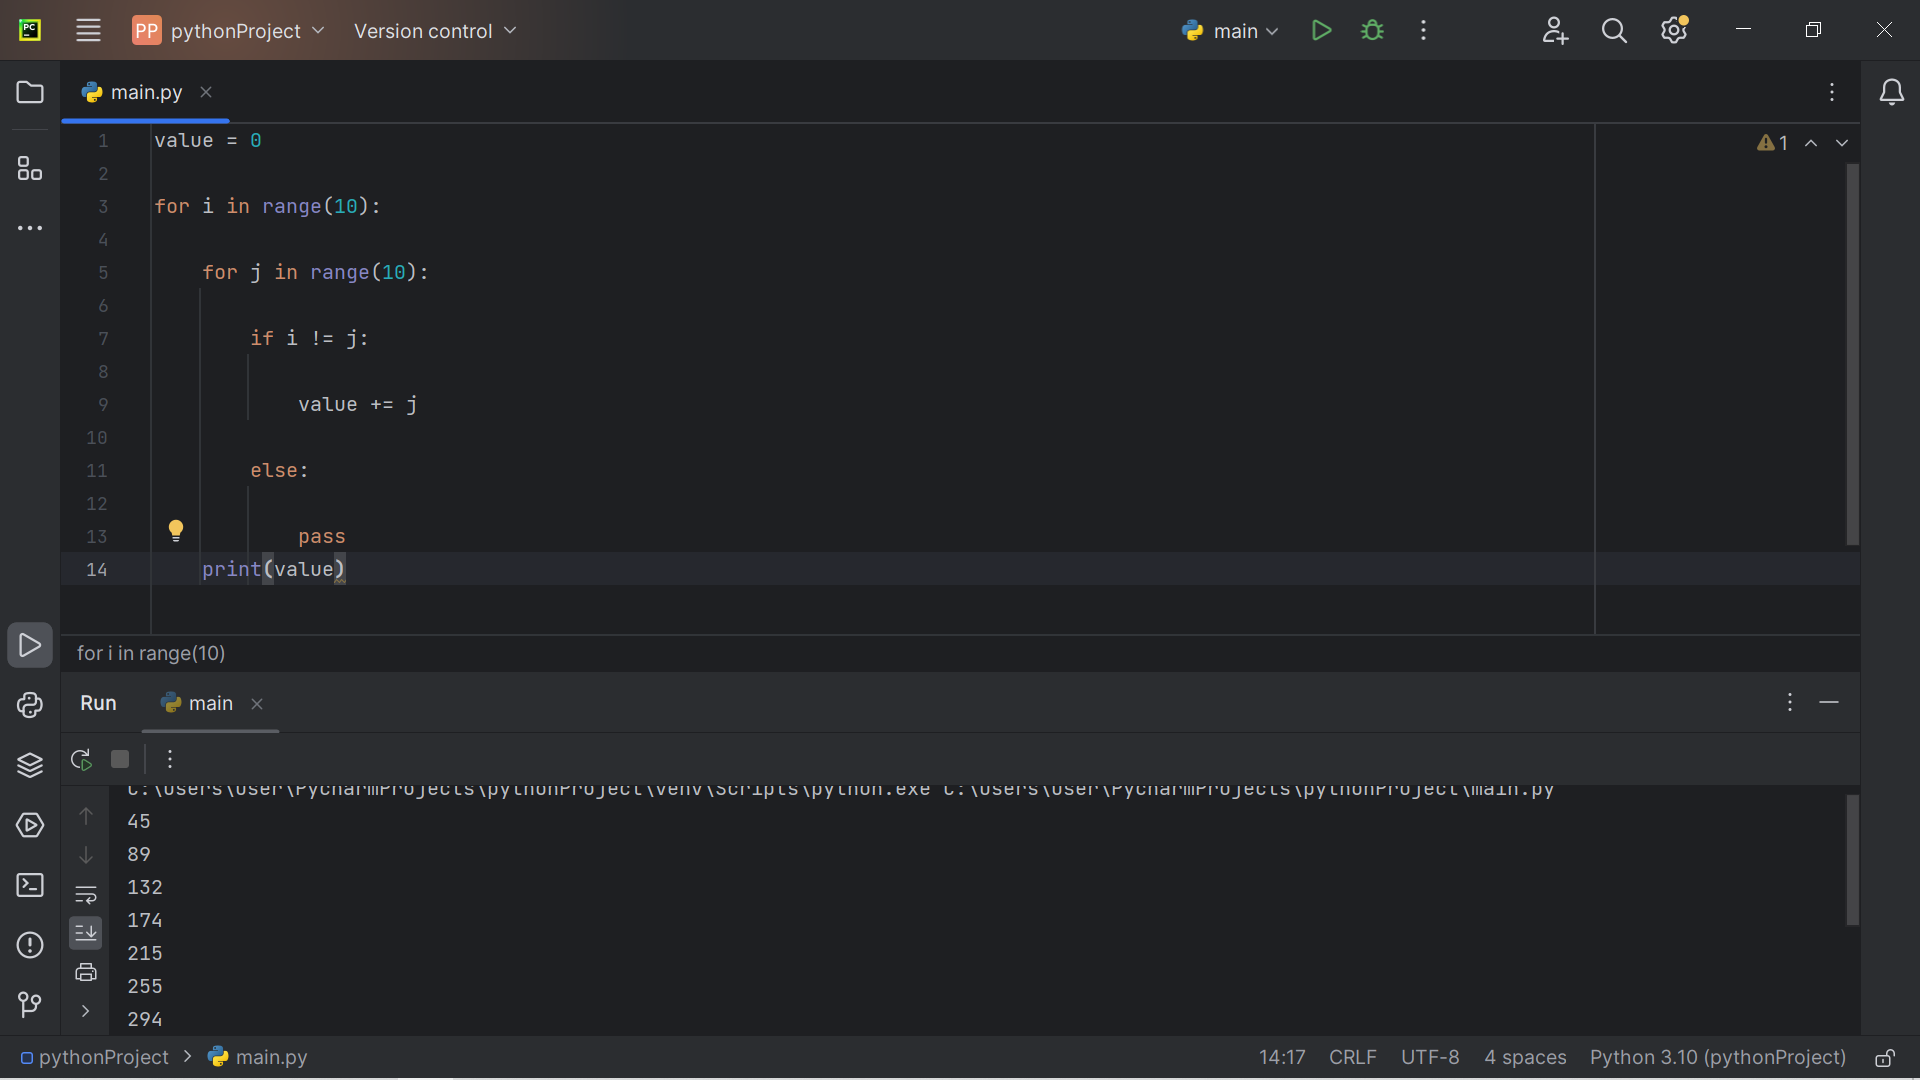 PC
PP pythonProject Version control main
main.py
1
1 value = 0
2
3 for i in range(10):
4
5 for j in range(10):
6
7 if i != j:
8
9 value += j
10
11 else:
12
13 pass
14 print(value)
for i in range(10)
Run main
C:\Users\User\PycharmProjects\pythonProject\venv\Scripts\python.exe C:\Users\User\PycharmProjects\pythonProject\main.py
45
89
132
174
215
255
294
pythonProject > main.py 14:17 CRLF UTF-8 4 spaces Python 3.10 (pythonProject)